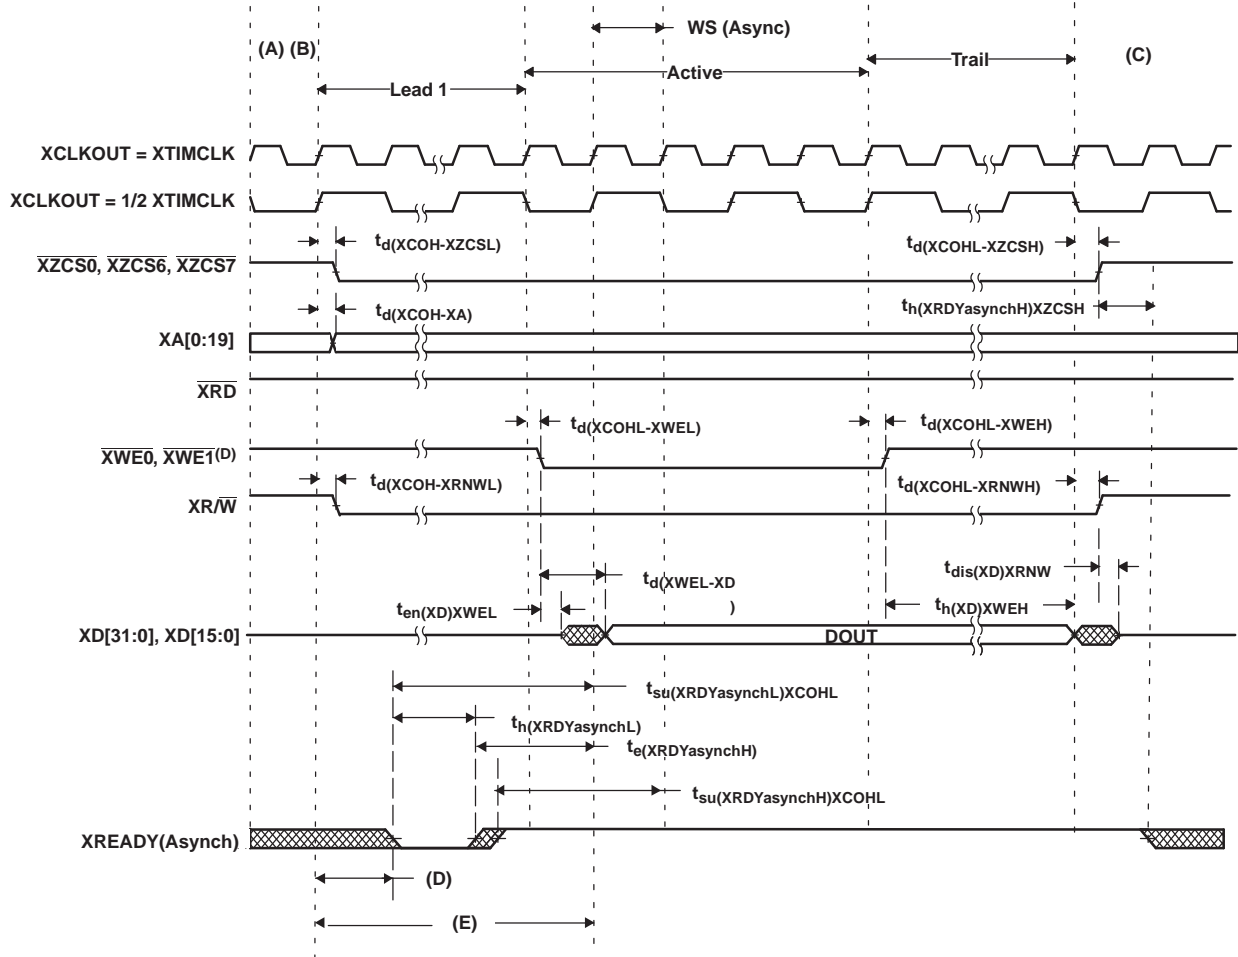 WS (Async)
(A) (B)
Trail
(C)
Active
Lead 1
XCLKOUT = XTIMCLK
XCLKOUT = 1/2 XTIMCLK
td(XCOH-XZCSL)
td(XCOHL-XZCSH)
XZCS0, XZCS6, XZCS7
td(XCOH-XA)
th(XRDYasynchH)XZCSH
XA[0:19]
XRD
td(XCOHL-XWEL)
td(XCOHL-XWEH)
XWE0, XWE1(D)
td(XCOH-XRNWL)
td(XCOHL-XRNWH)
XR/W
td(XWEL-XD
)
tdis(XD)XRNW
ten(XD)XWEL
th(XD)XWEH
XD[31:0], XD[15:0]
DOUT
tsu(XRDYasynchL)XCOHL
th(XRDYasynchL)
te(XRDYasynchH)
tsu(XRDYasynchH)XCOHL
XREADY(Asynch)
(D)
(E)